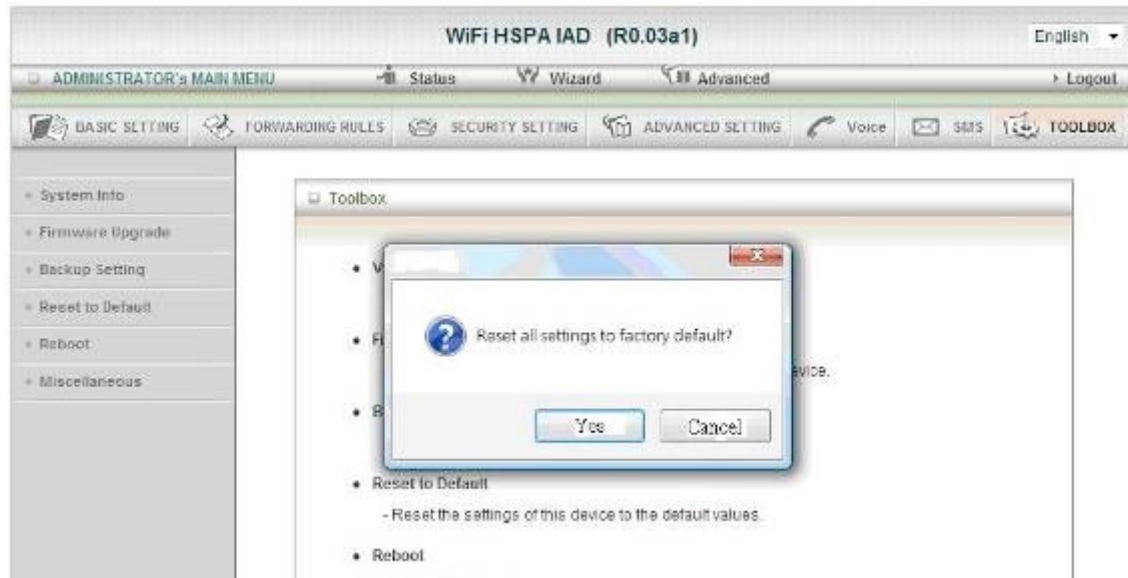 WiFi HSPA IAD (R0.03a1)
English
ADMINISTRATOR's MAIN MENU
Status
Wizard
Advanced
Logout
BASIC SETTING
FORWARDING RULES
SECURITY SETTING
ADVANCED SETTING
Voice
SMS
TOOLBOX
System Info
Firmware Upgrade
Backup Setting
Reset to Default
Reboot
Miscellaneous
Toolbox
V
Fi
evice.
B
Reset all settings to factory default?
Yes
Cancel
Reset to Default
- Reset the settings of this device to the default values.
Reboot